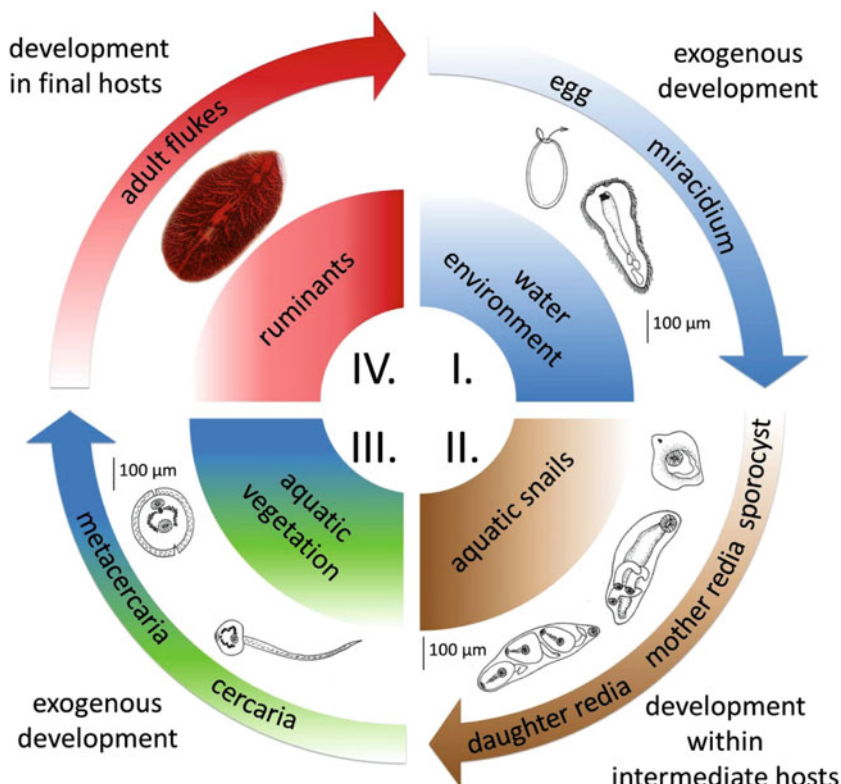 development
in final hosts
adult flukes
ruminants
IV.
exogenous
development
egg
miracidium
water
environment
100 µm
I.
II.
aquatic snails
sporocyst
mother redia
daughter redia
100 µm
development
within
intermediate hosts
III.
aquatic
vegetation
cercaria
metacercaria
100 µm
exogenous
development